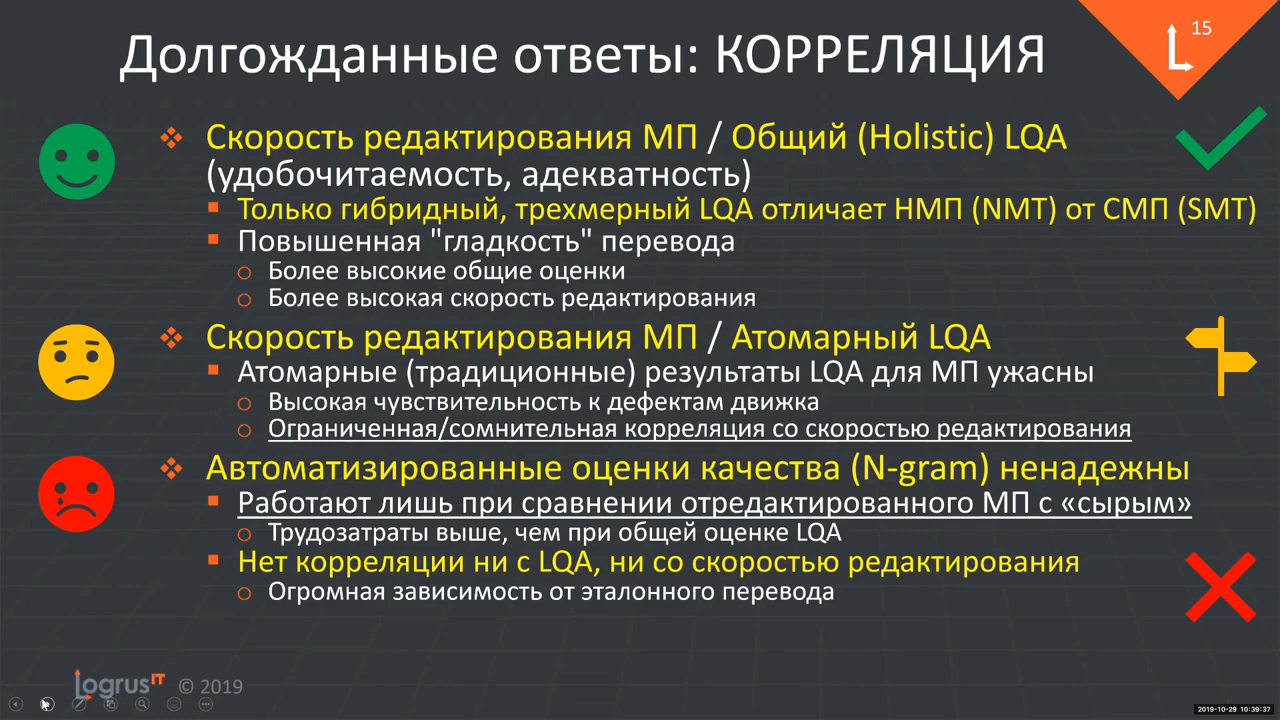 15
Долгожданные ответы: КОРРЕЛЯЦИЯ
Скорость редактирования МП / Общий (Holistic) LQA
(удобочитаемость, адекватность)
Только гибридный, трехмерный LQA отличает НМП (NMT) от СМП (SMT)
Повышенная "гладкость" перевода
Более высокие общие оценки
Более высокая скорость редактирования
Скорость редактирования МП / Атомарный LQA
Атомарные (традиционные) результаты LQA для МП ужасны
Высокая чувствительность к дефектам движка
Ограниченная/сомнительная корреляция со скоростью редактирования
Автоматизированные оценки качества (N-gram) ненадежны
Работают лишь при сравнении отредактированного МП с «сырым»
Трудозатраты выше, чем при общей оценке LQA
Нет корреляции ни с LQA, ни со скоростью редактирования
Огромная зависимость от эталонного перевода
logrusIT © 2019
2019-10-29 10:39:37